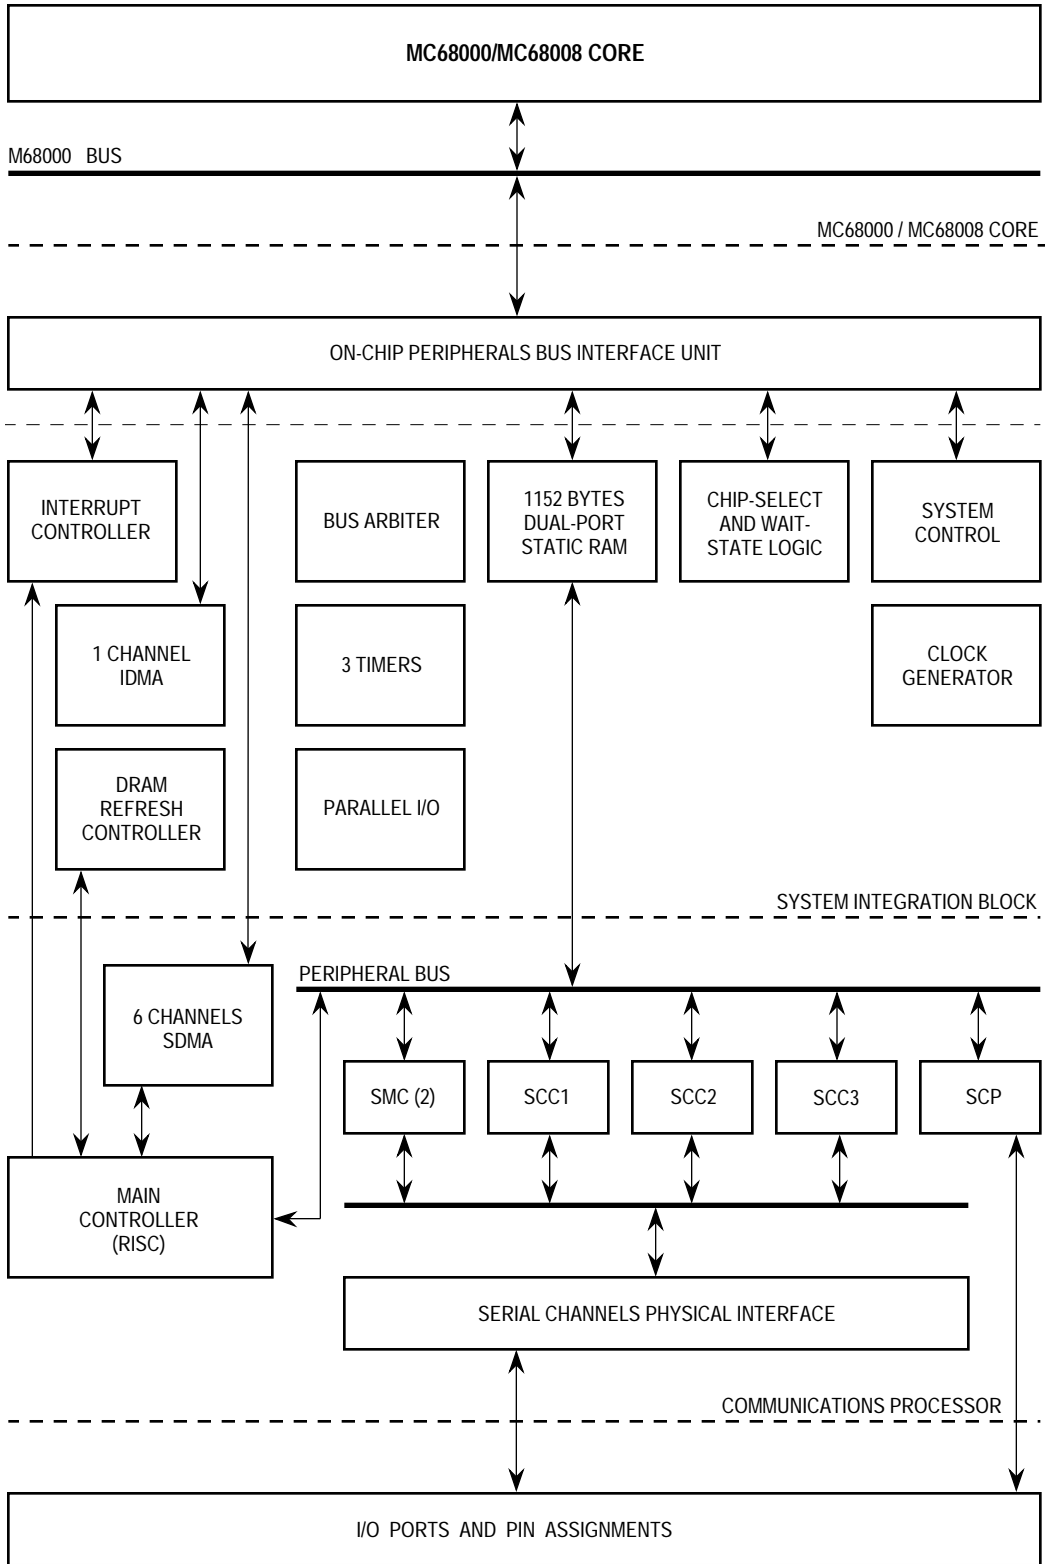 MC68000/MC68008 CORE
M68000 BUS
MC68000 / MC68008 CORE
ON-CHIP PERIPHERALS BUS INTERFACE UNIT
INTERRUPT
CONTROLLER
BUS ARBITER
1152 BYTES
DUAL-PORT
STATIC RAM
CHIP-SELECT
AND WAIT-
STATE LOGIC
SYSTEM
CONTROL
1 CHANNEL
IDMA
3 TIMERS
CLOCK
GENERATOR
DRAM
REFRESH
CONTROLLER
PARALLEL I/O
SYSTEM INTEGRATION BLOCK
PERIPHERAL BUS
6 CHANNELS
SDMA
SMC (2)
SCC1
SCC2
SCC3
SCP
MAIN
CONTROLLER
(RISC)
SERIAL CHANNELS PHYSICAL INTERFACE
COMMUNICATIONS PROCESSOR
I/O PORTS AND PIN ASSIGNMENTS